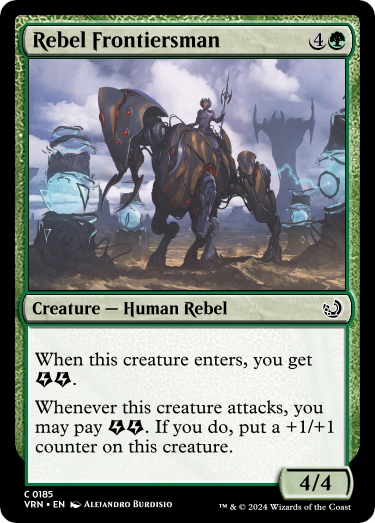 Rebel Frontiersman 4
Creature — Human Rebel
When this creature enters, you get
.
Whenever this creature attacks, you
may pay . If you do, put a +1/+1
counter on this creature.
4/4
C 0185
VRN • EN Alejandro Burdisio
™ & © 2024 Wizards of the Coast